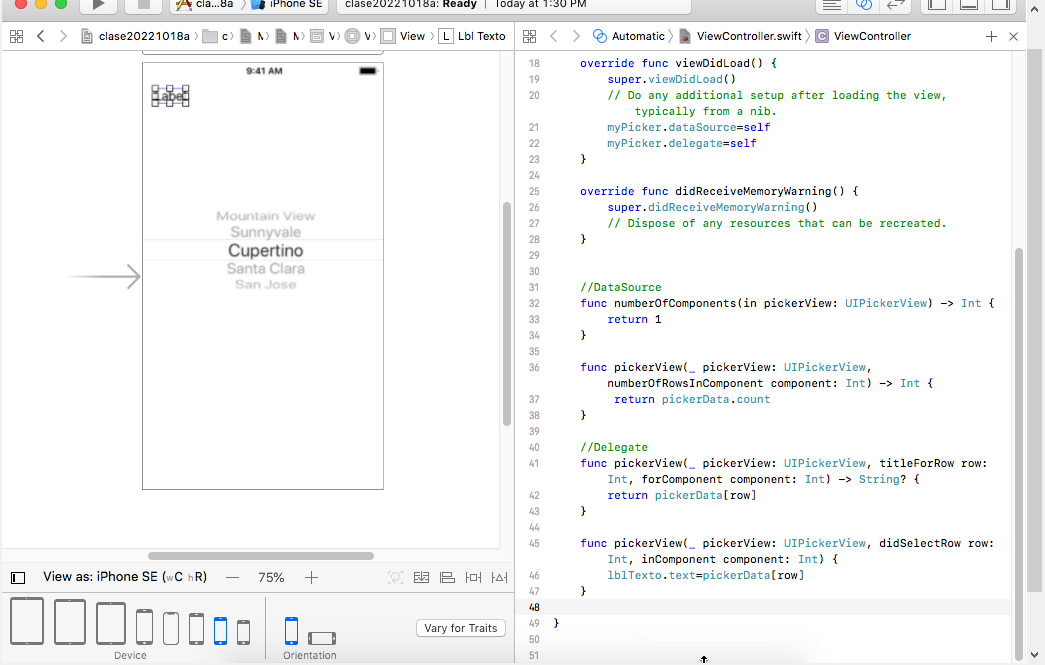 cla...8a
iPhone SE
clase20221018a: Ready | Today at 1:30 PM
clase20221018a
View
L Lbl Texto
Automatic
ViewController.swift
C ViewController
9:41 AM
Label
Mountain View
Sunnyvale
Cupertino
Santa Clara
San Jose
View as: iPhone SE (wC hR)
75%
Device
Orientation
Vary for Traits
18 override func viewDidLoad() {
19 super.viewDidLoad()
20 // Do any additional setup after loading the view,
typically from a nib.
21 myPicker.dataSource=self
22 myPicker.delegate=self
23 }
24
25 override func didReceiveMemoryWarning() {
26 super.didReceiveMemoryWarning()
27 // Dispose of any resources that can be recreated.
28 }
29
30
31 //DataSource
32 func numberOfComponents(in pickerView: UIPickerView) -> Int {
33 return 1
34 }
35
36 func pickerView(_ pickerView: UIPickerView,
numberOfRowsInComponent component: Int) -> Int {
37 return pickerData.count
38 }
39
40 //Delegate
41 func pickerView(_ pickerView: UIPickerView, titleForRow row:
Int, forComponent component: Int) -> String? {
42 return pickerData[row]
43 }
44
45 func pickerView(_ pickerView: UIPickerView, didSelectRow row:
Int, inComponent component: Int) {
46 lblTexto.text=pickerData[row]
47 }
48
49 }
50
51